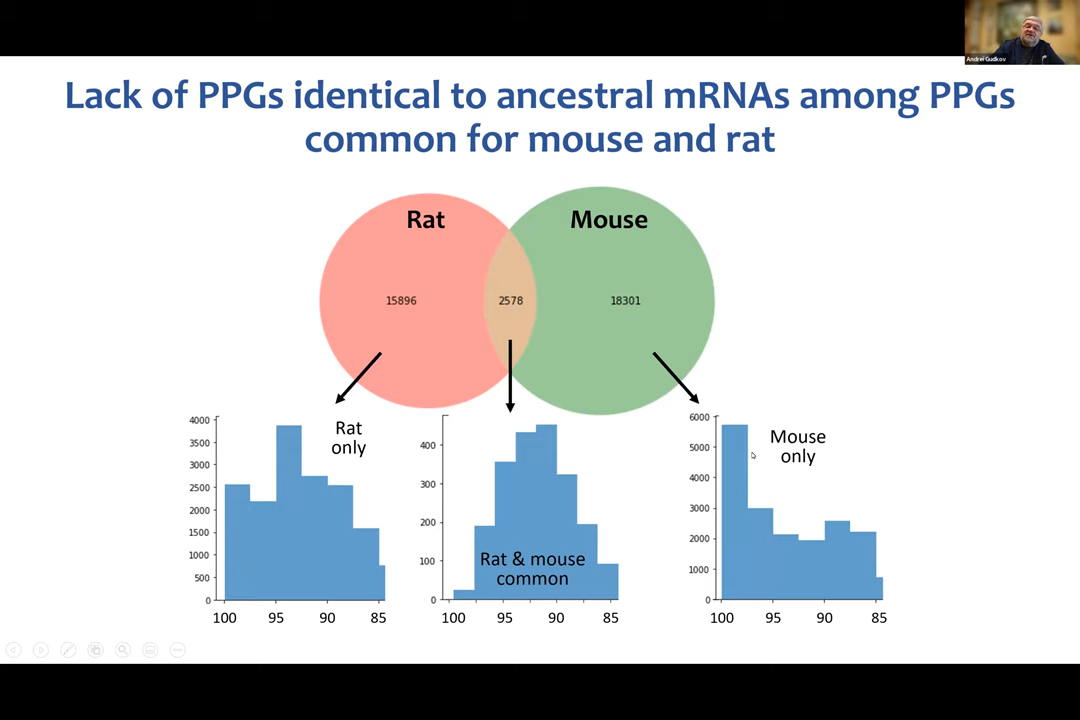 Andrei Gudkov
Lack of PPGs identical to ancestral mRNAs among PPGs
common for mouse and rat
Rat
Mouse
15896
2578
18301
4000
3500
3000
2500
2000
1500
1000
500
0
Rat
only
100 95 90 85
400
300
200
100
0
Rat & mouse
common
100 95 90 85
6000
5000
4000
3000
2000
1000
0
Mouse
only
100 95 90 85